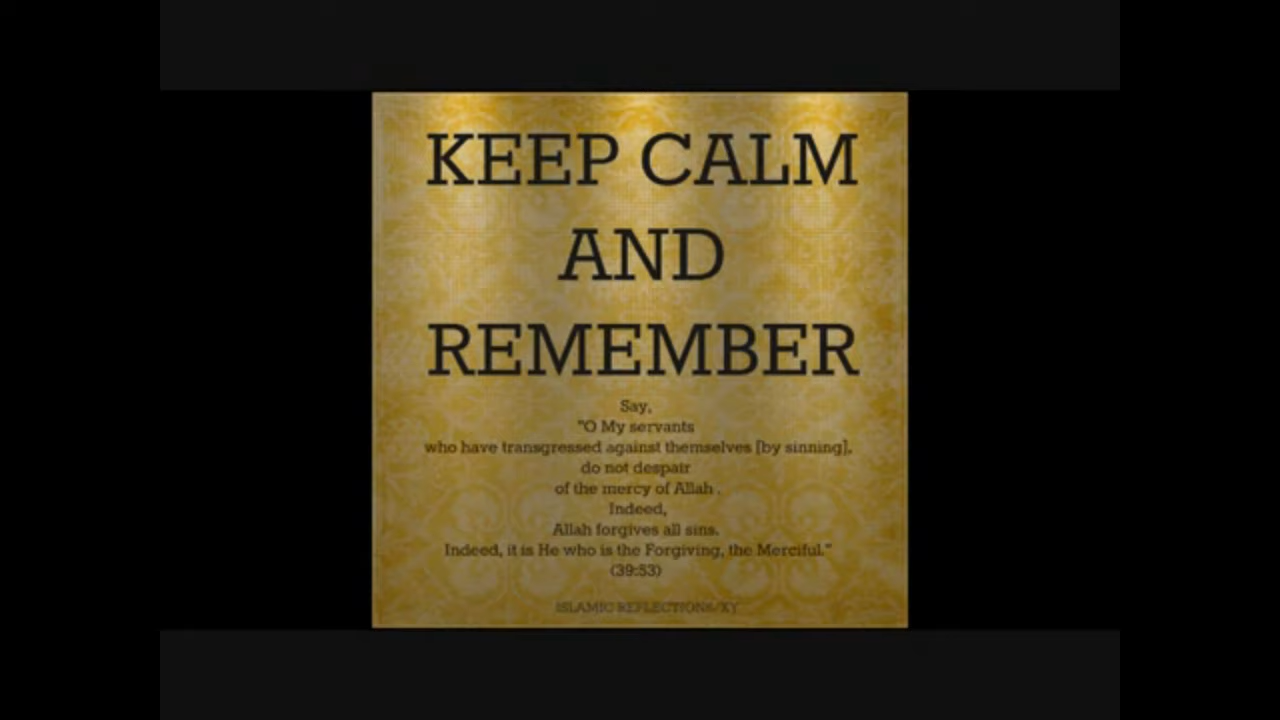 KEEP CALM
AND
REMEMBER
Say,
"O My servants
who have transgressed against themselves [by sinning],
do not despair
of the mercy of Allah .
Indeed,
Allah forgives all sins.
Indeed, it is He who is the Forgiving, the Merciful."
(39:53)
ISLAMIC REFLECTIONS/XY